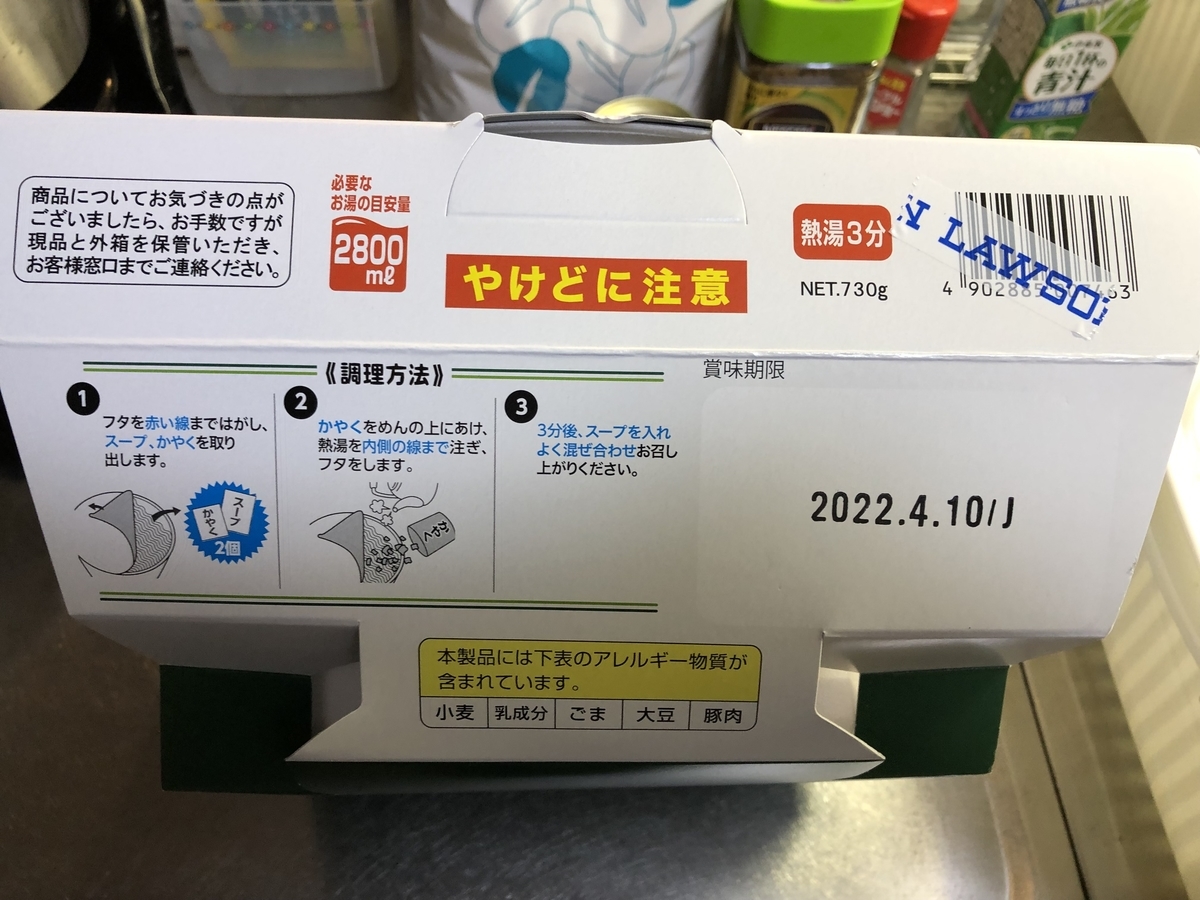 毎日1杯の
青汁
無糖
商品についてお気づきの点が
ございましたら、お手数ですが
現品と外箱を保管いただき、
お客様窓口までご連絡ください。
必要な
お湯の目安量
2800
mℓ
やけどに注意
熱湯3分
NET.730g
N LAWSON
4 902885 463
《調理方法》
1
フタを赤い線まではがし、
スープ、かやくを取り
出します。
かやく
スープ
2個
2
かやくをめんの上にあけ、
熱湯を内側の線まで注ぎ、
フタをします。
かやく
3
3分後、スープを入れ
よく混ぜ合わせお召し
上がりください。
賞味期限
2022.4.10/J
本製品には下表のアレルギー物質が
含まれています。
小麦 乳成分 ごま 大豆 豚肉